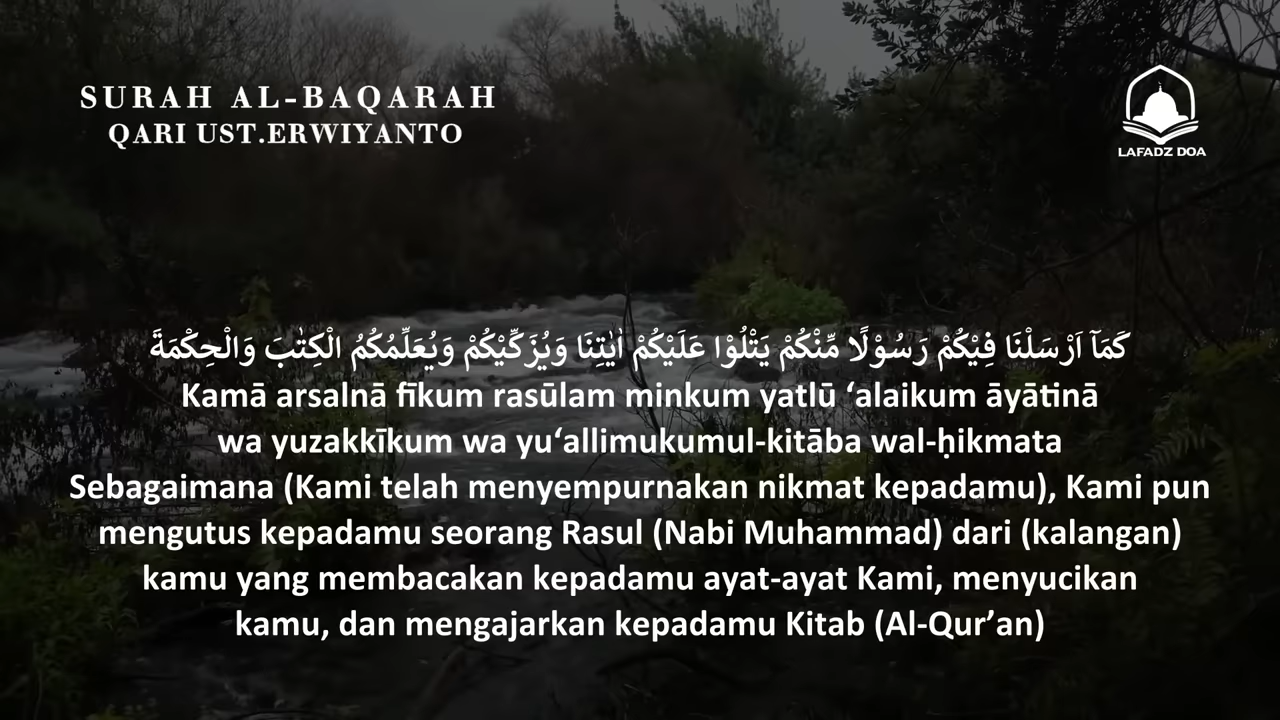 SURAH AL-BAQARAH
QARI UST.ERWIYANTO
LAFADZ DOA
كَمَآ اَرْسَلْنَا فِيْكُمْ رَسُوْلًا مِّنْكُمْ يَتْلُوْا عَلَيْكُمْ اٰيٰتِنَا وَيُزَكِّيْكُمْ وَيُعَلِّمُكُمُ الْكِتٰبَ وَالْحِكْمَةَ
Kamā arsalnā fīkum rasūlam minkum yatlū ‘alaikum āyātinā
wa yuzakkīkum wa yu‘allimukumul-kitāba wal-ḥikmata
Sebagaimana (Kami telah menyempurnakan nikmat kepadamu), Kami pun
mengutus kepadamu seorang Rasul (Nabi Muhammad) dari (kalangan)
kamu yang membacakan kepadamu ayat-ayat Kami, menyucikan
kamu, dan mengajarkan kepadamu Kitab (Al-Qur’an)